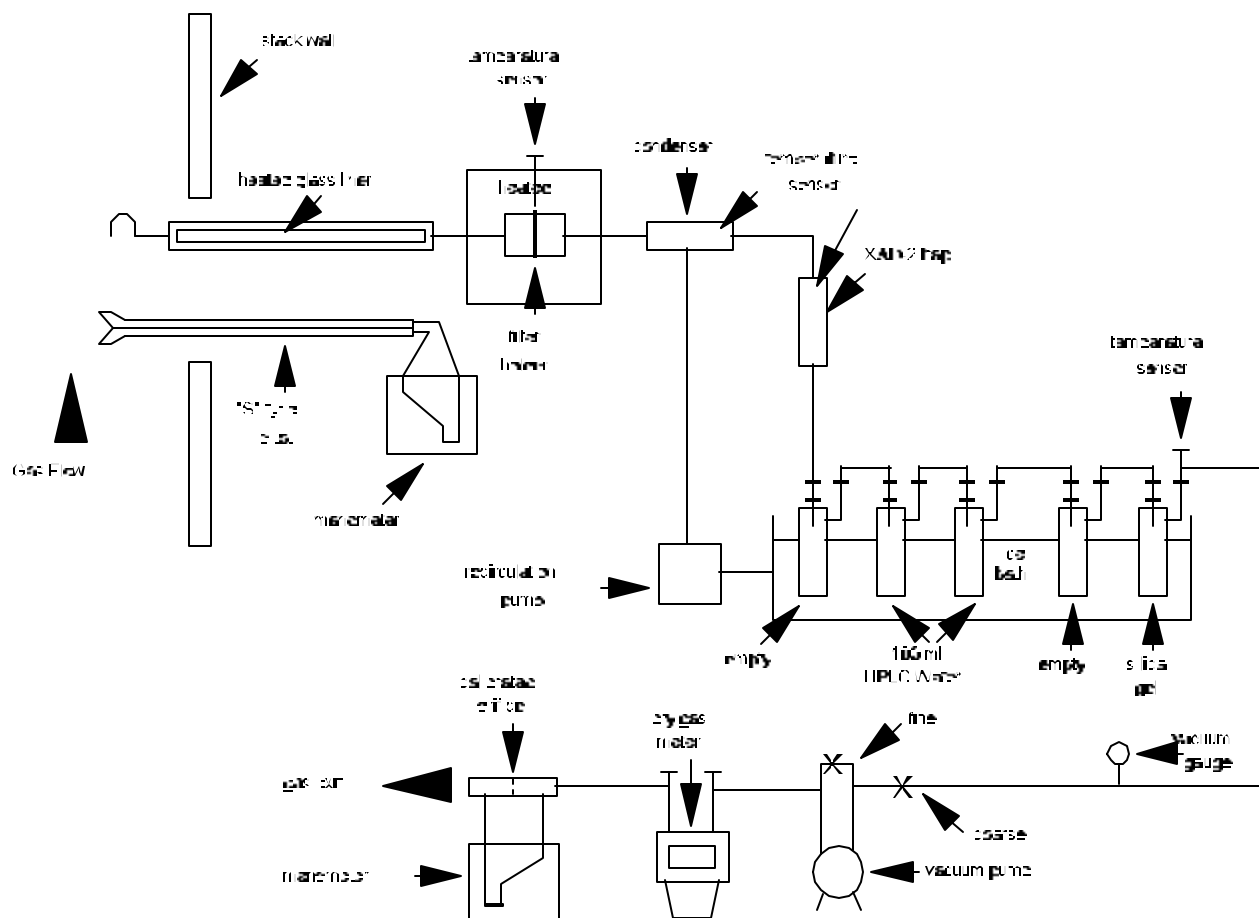 stack wall
temperature
sensor
condenser
temperature
sensor
heated glass liner
heated
XAD-2 trap
filter
holder
temperature
sensor
"S" type
pitot
Gas Flow
manometer
ice
bath
recirculation
pump
empty
100 ml
HPLC Water
empty
silica
gel
calibrated
orifice
dry gas
meter
fine
vacuum
gauge
gas out
coarse
manometer
vacuum pump